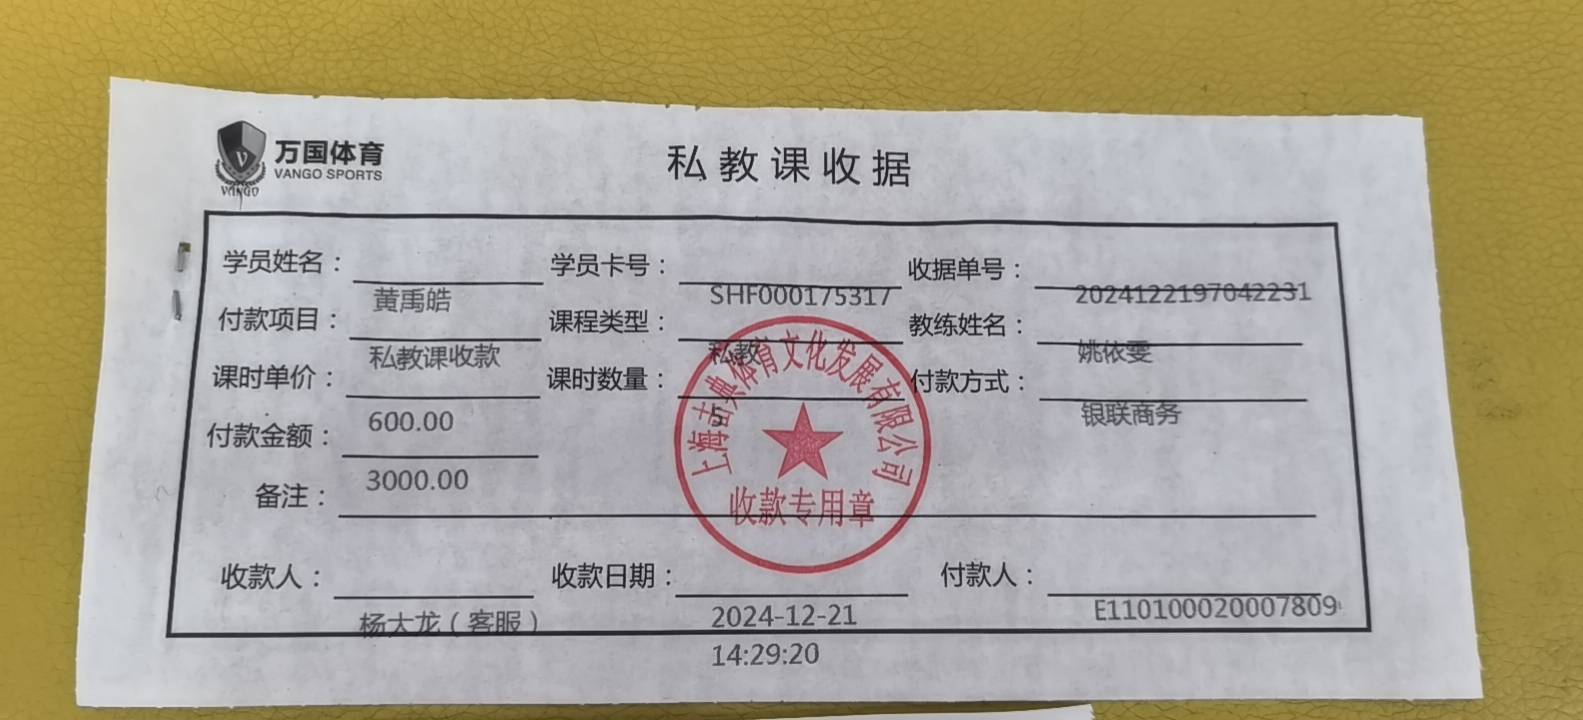 万国体育
VANGO SPORTS
VANGO
私教课收据
学员姓名： 学员卡号： 收据单号：
黄禹皓 SHF000175317 2024122197042231
付款项目： 课程类型： 教练姓名：
私教课收款 私教 姚依雯
课时单价： 课时数量： 付款方式：
600.00 5 银联商务
付款金额：
3000.00
备注：
上海吉典体育文化发展有限公司
收款专用章
收款人： 收款日期： 付款人：
杨大龙（客服） 2024-12-21 E110100020007809
14:29:20